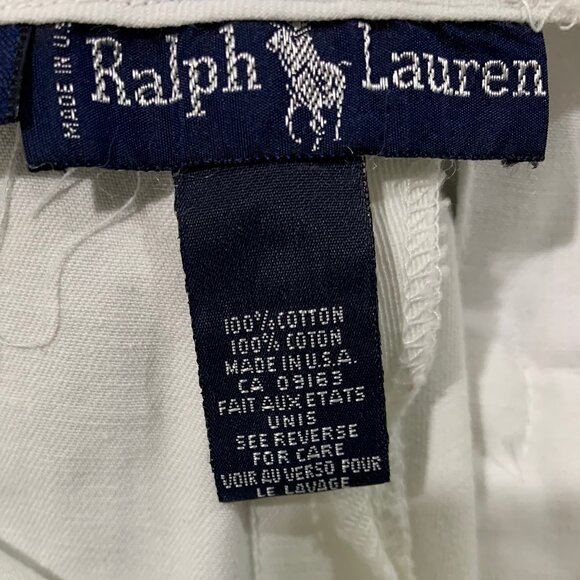 MADE IN U.S.
Ralph Lauren
100% COTTON
100% COTON
MADE IN U.S.A.
CA 09163
FAIT AUX ETATS
UNIS
SEE REVERSE
FOR CARE
VOIR AU VERSO POUR
LE LAVAGE